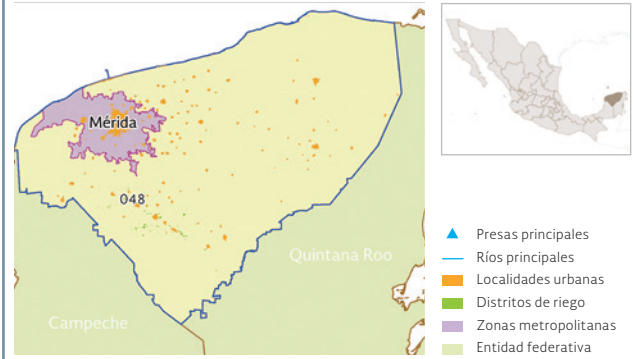 Mérida
048
Quintana Roo
Campeche
Presas principales
Ríos principales
Localidades urbanas
Distritos de riego
Zonas metropolitanas
Entidad federativa